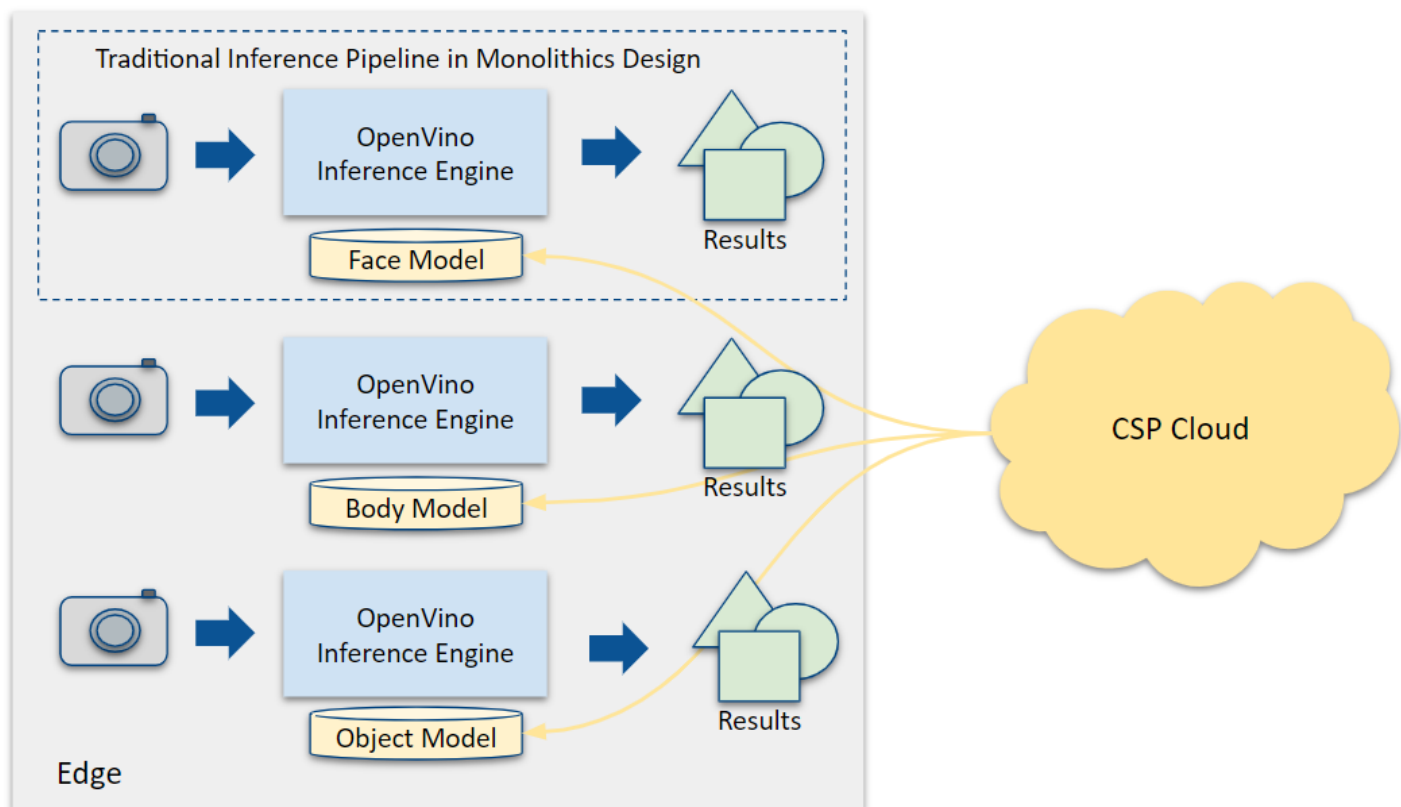 Traditional Inference Pipeline in Monolithics Design
OpenVino
Inference Engine
Face Model
Results
OpenVino
Inference Engine
Body Model
Results
OpenVino
Inference Engine
Object Model
Results
Edge
CSP Cloud